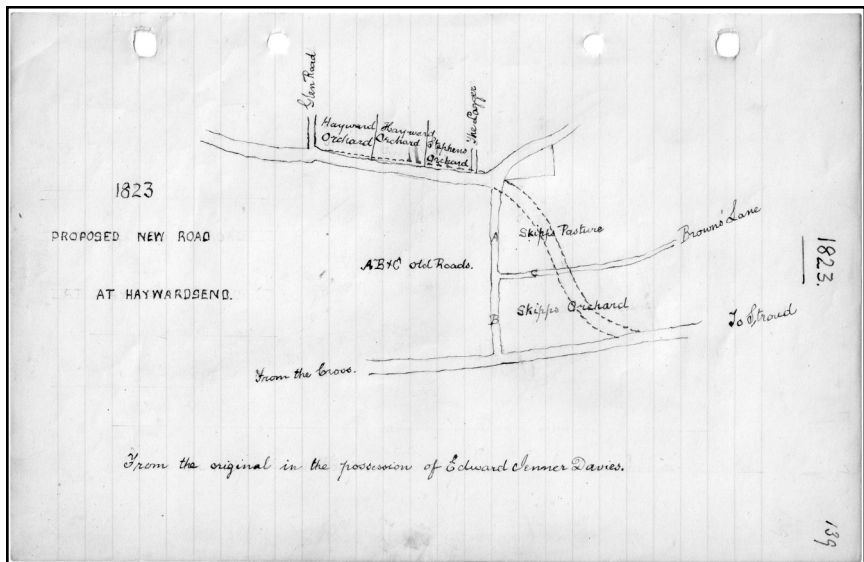 Glen Road
The Lagger
Hayward
Orchard
Hayward
Orchard
Stephens
Orchard
1823
PROPOSED NEW ROAD
AT HAYWARDSEND.
A
Skipps Pasture
Brown's Lane
AB&C old Roads.
C
B
Skipps Orchard
To Stroud
From the Cross.
1823.
From the original in the possession of Edward Jenner Davies.
139